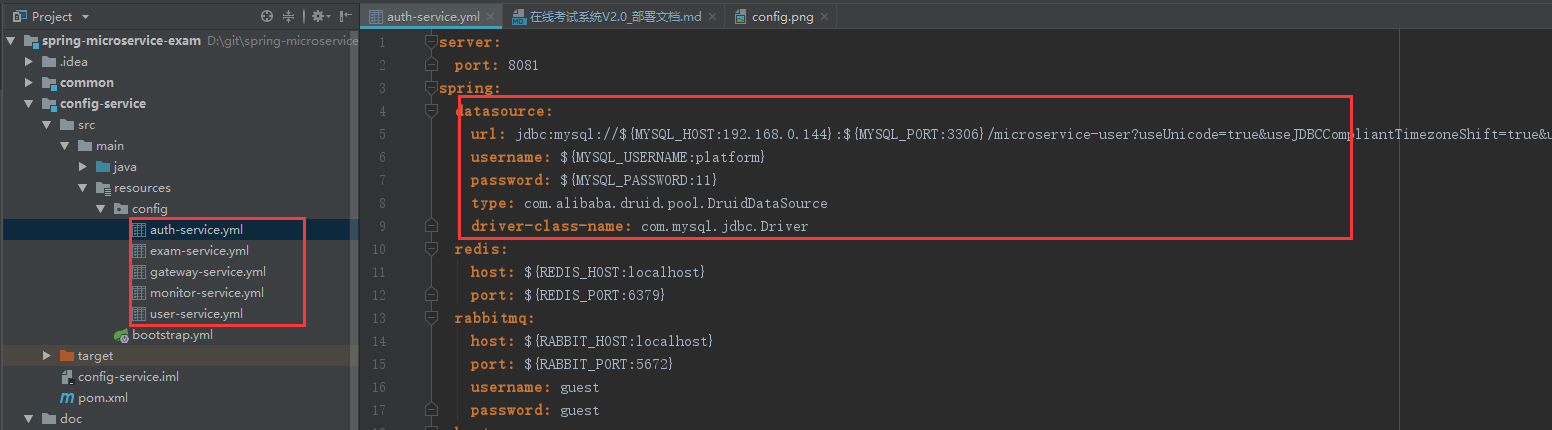 Project
spring-microservice-exam D:\git\spring-microservice
.idea
common
config-service
src
main
java
resources
config
auth-service.yml
exam-service.yml
gateway-service.yml
monitor-service.yml
user-service.yml
bootstrap.yml
target
config-service.iml
pom.xml
doc
auth-service.yml
在线考试系统V2.0_部署文档.md
config.png
1 server:
2 port: 8081
3 spring:
4 datasource:
5 url: jdbc:mysql://${MYSQL_HOST:192.168.0.144}:${MYSQL_PORT:3306}/microservice-user?useUnicode=true&useJDBCCompliantTimezoneShift=true&u
6 username: ${MYSQL_USERNAME:platform}
7 password: ${MYSQL_PASSWORD:11}
8 type: com.alibaba.druid.pool.DruidDataSource
9 driver-class-name: com.mysql.jdbc.Driver
10 redis:
11 host: ${REDIS_HOST:localhost}
12 port: ${REDIS_PORT:6379}
13 rabbitmq:
14 host: ${RABBIT_HOST:localhost}
15 port: ${RABBIT_PORT:5672}
16 username: guest
17 password: guest